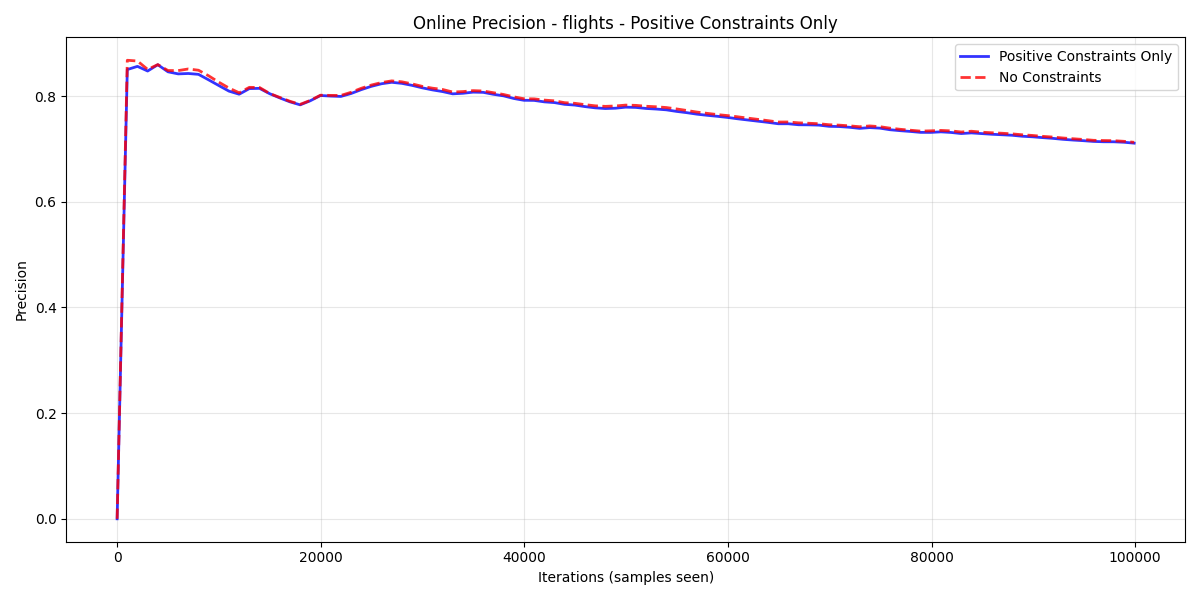 Online Precision - flights - Positive Constraints Only
Positive Constraints Only
No Constraints
Precision
0.8
0.6
0.4
0.2
0.0
0
20000
40000
60000
80000
100000
Iterations (samples seen)